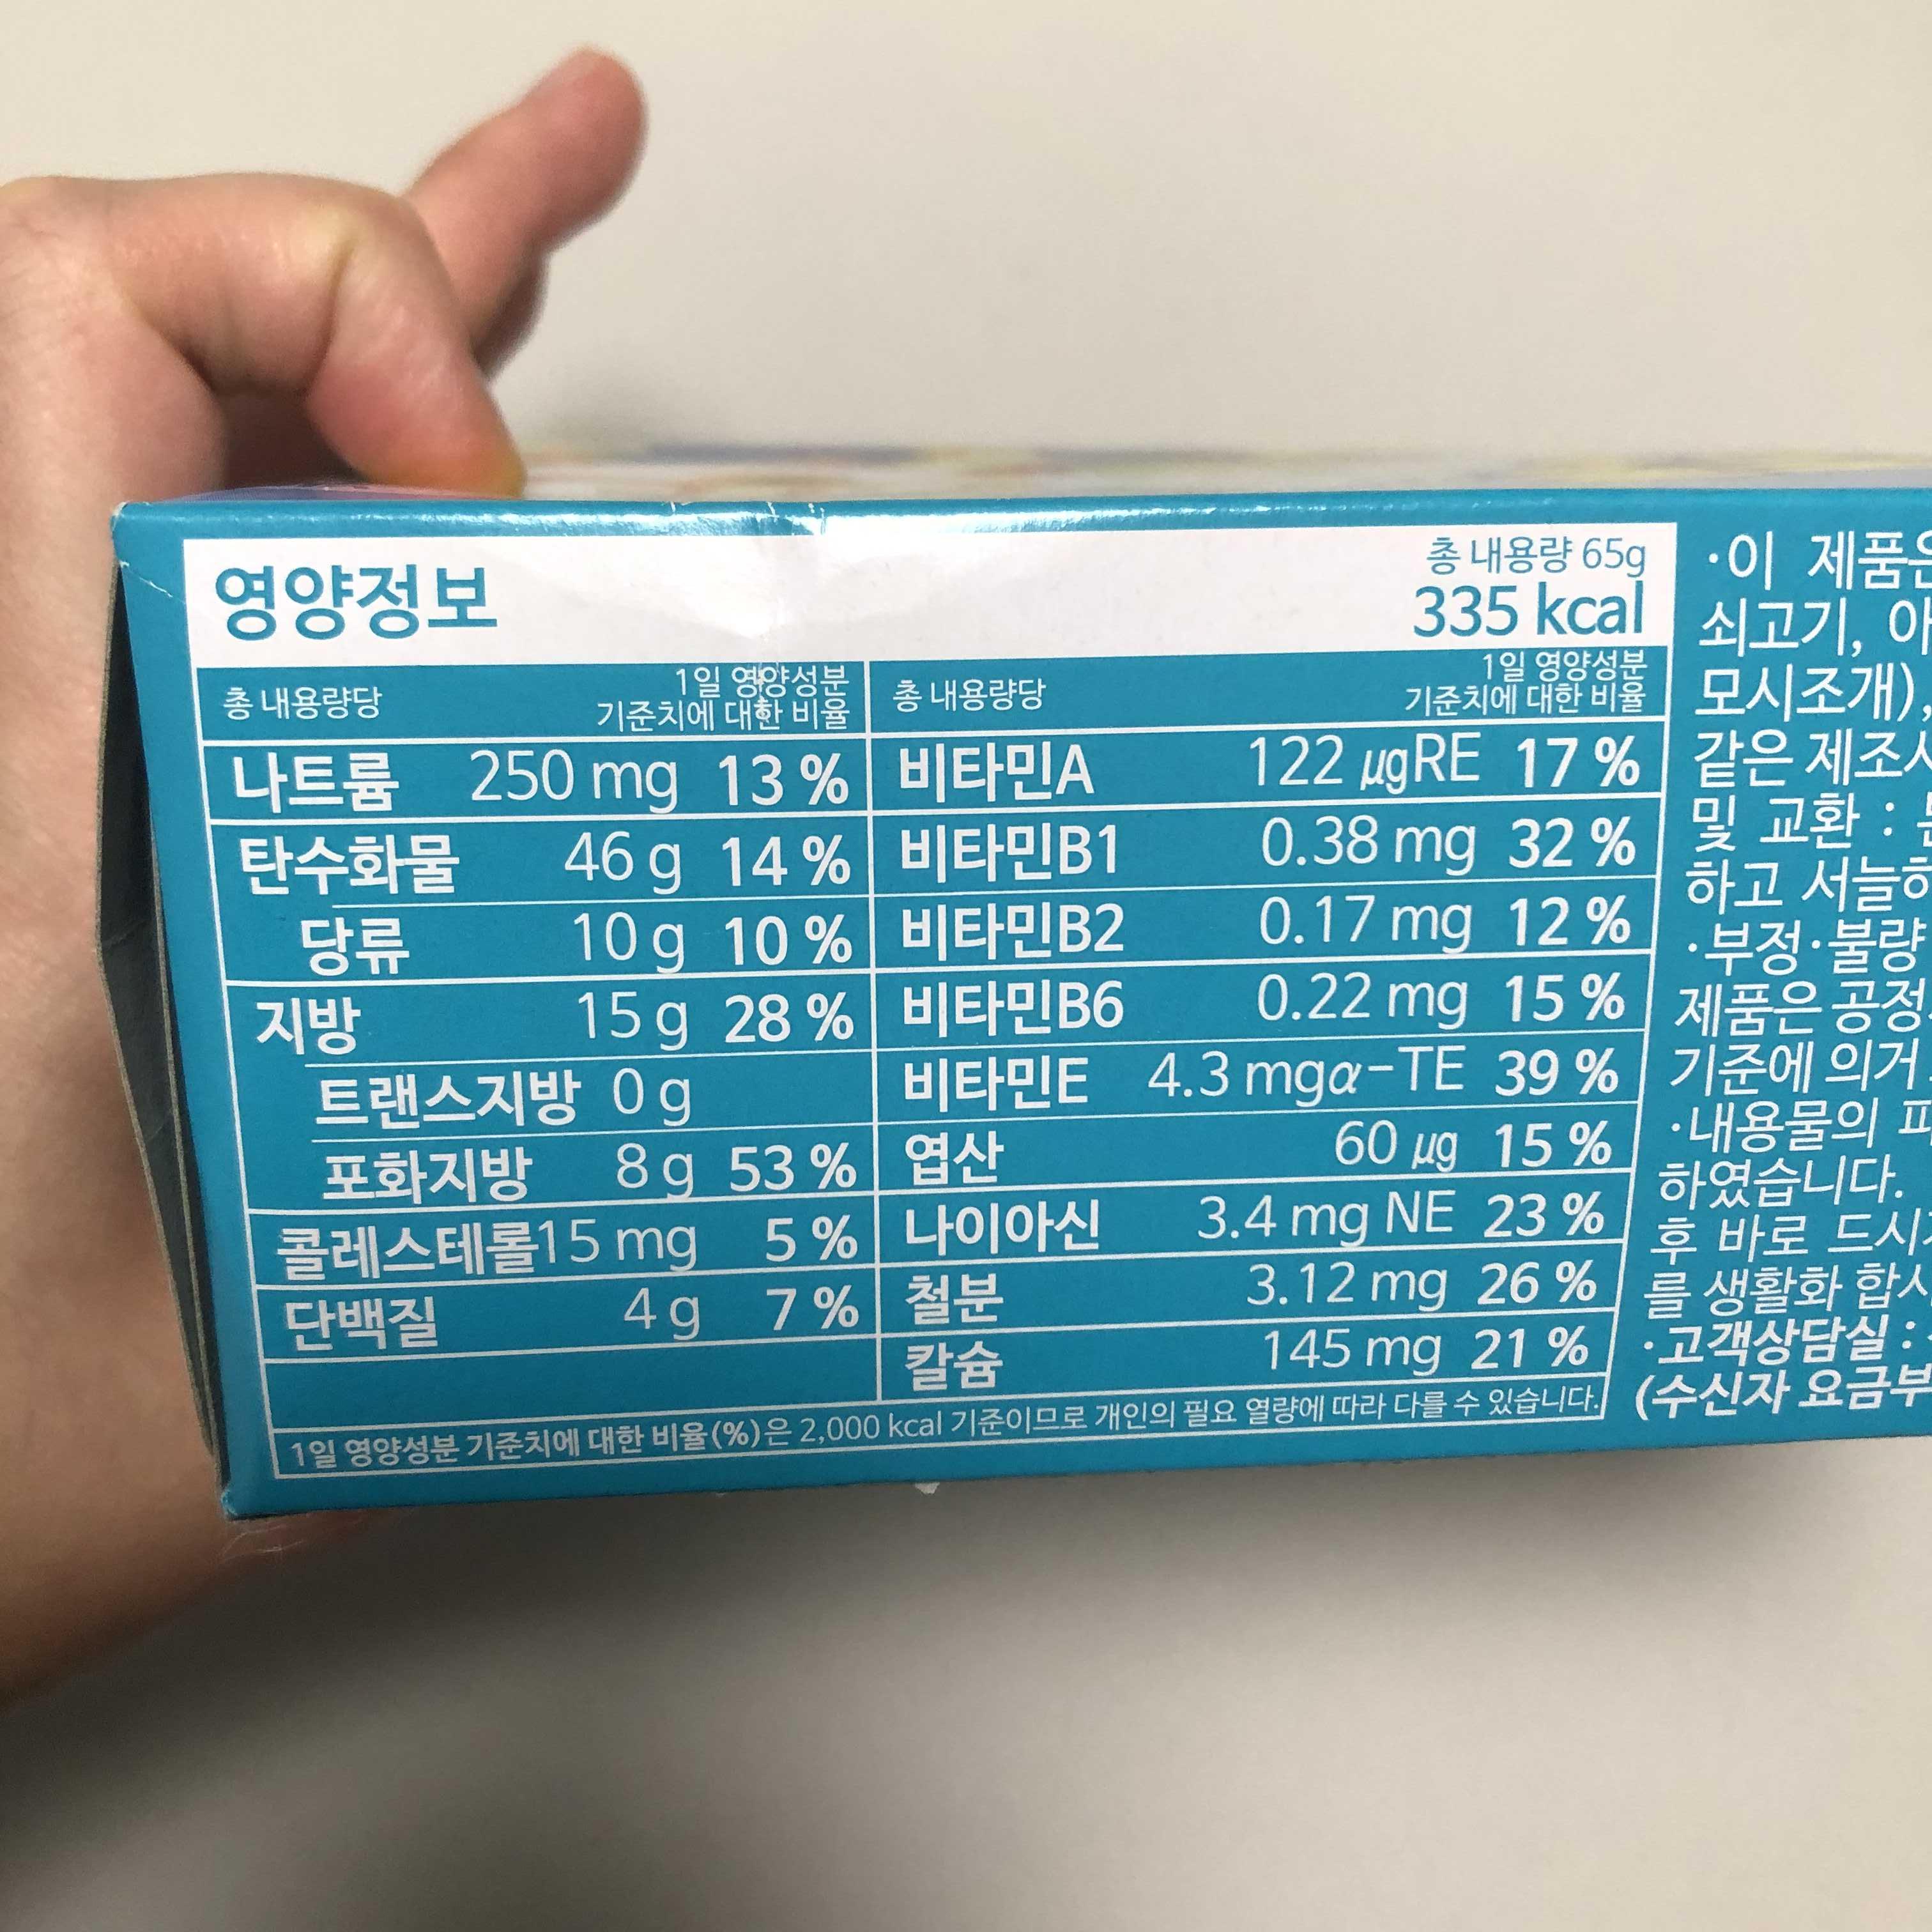 영양정보
총 내용량 65g
335 kcal
총 내용량당 1일 영양성분 기준치에 대한 비율
나트륨 250 mg 13 %
탄수화물 46 g 14 %
당류 10 g 10 %
지방 15 g 28 %
트랜스지방 0 g
포화지방 8 g 53 %
콜레스테롤 15 mg 5 %
단백질 4 g 7 %
총 내용량당 1일 영양성분 기준치에 대한 비율
비타민A 122 µgRE 17 %
비타민B1 0.38 mg 32 %
비타민B2 0.17 mg 12 %
비타민B6 0.22 mg 15 %
비타민E 4.3 mgα-TE 39 %
엽산 60 µg 15 %
나이아신 3.4 mg NE 23 %
철분 3.12 mg 26 %
칼슘 145 mg 21 %
1일 영양성분 기준치에 대한 비율(%)은 2,000 kcal 기준이므로 개인의 필요 열량에 따라 다를 수 있습니다.
·이 제품은
쇠고기,
모시조개),
같은
및 교환 :
하고
·부정·불량
제품은
기준에 의거
·내용물의
하였습니다.
후 바로
를 생활화
·고객상담실 :
(수신자